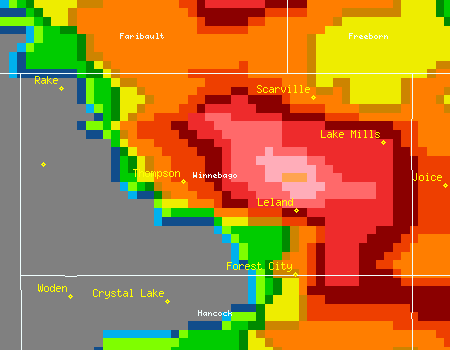 Faribault
Freeborn
Rake
Scarville
Lake Mills
Thompson
Winnebago
Joice
Leland
Forest City
Woden
Crystal Lake
Hancock